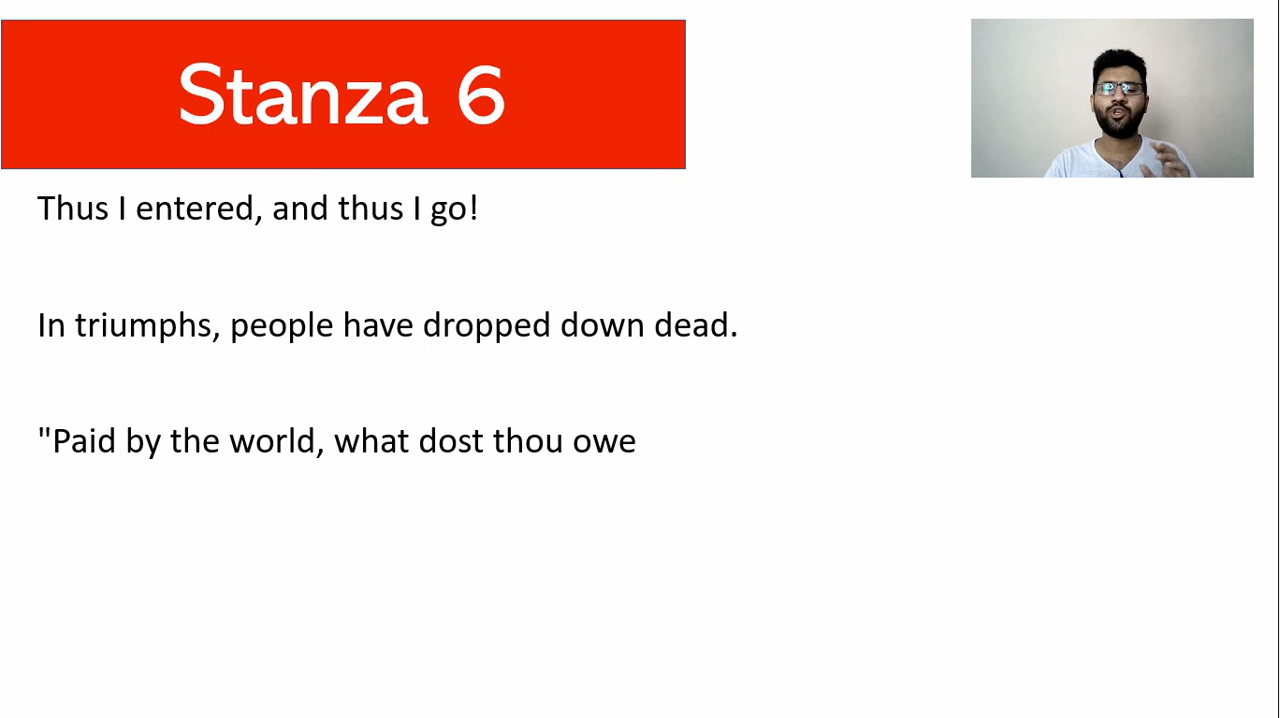 Stanza 6
Thus I entered, and thus I go!
In triumphs, people have dropped down dead.
"Paid by the world, what dost thou owe